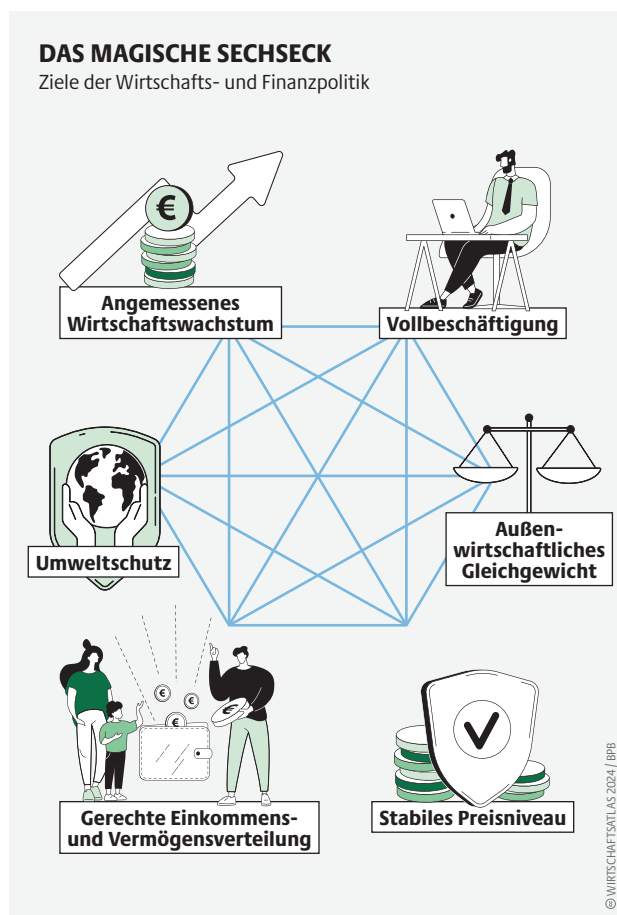 DAS MAGISCHE SECHSECK
Ziele der Wirtschafts- und Finanzpolitik
€
Angemessenes
Wirtschaftswachstum
Vollbeschäftigung
Umweltschutz
Außen-
wirtschaftliches
Gleichgewicht
€
€
€
€
Gerechte Einkommens-
und Vermögensverteilung
Stabiles Preisniveau
WIRTSCHAFTSATLAS 2024 / BPB